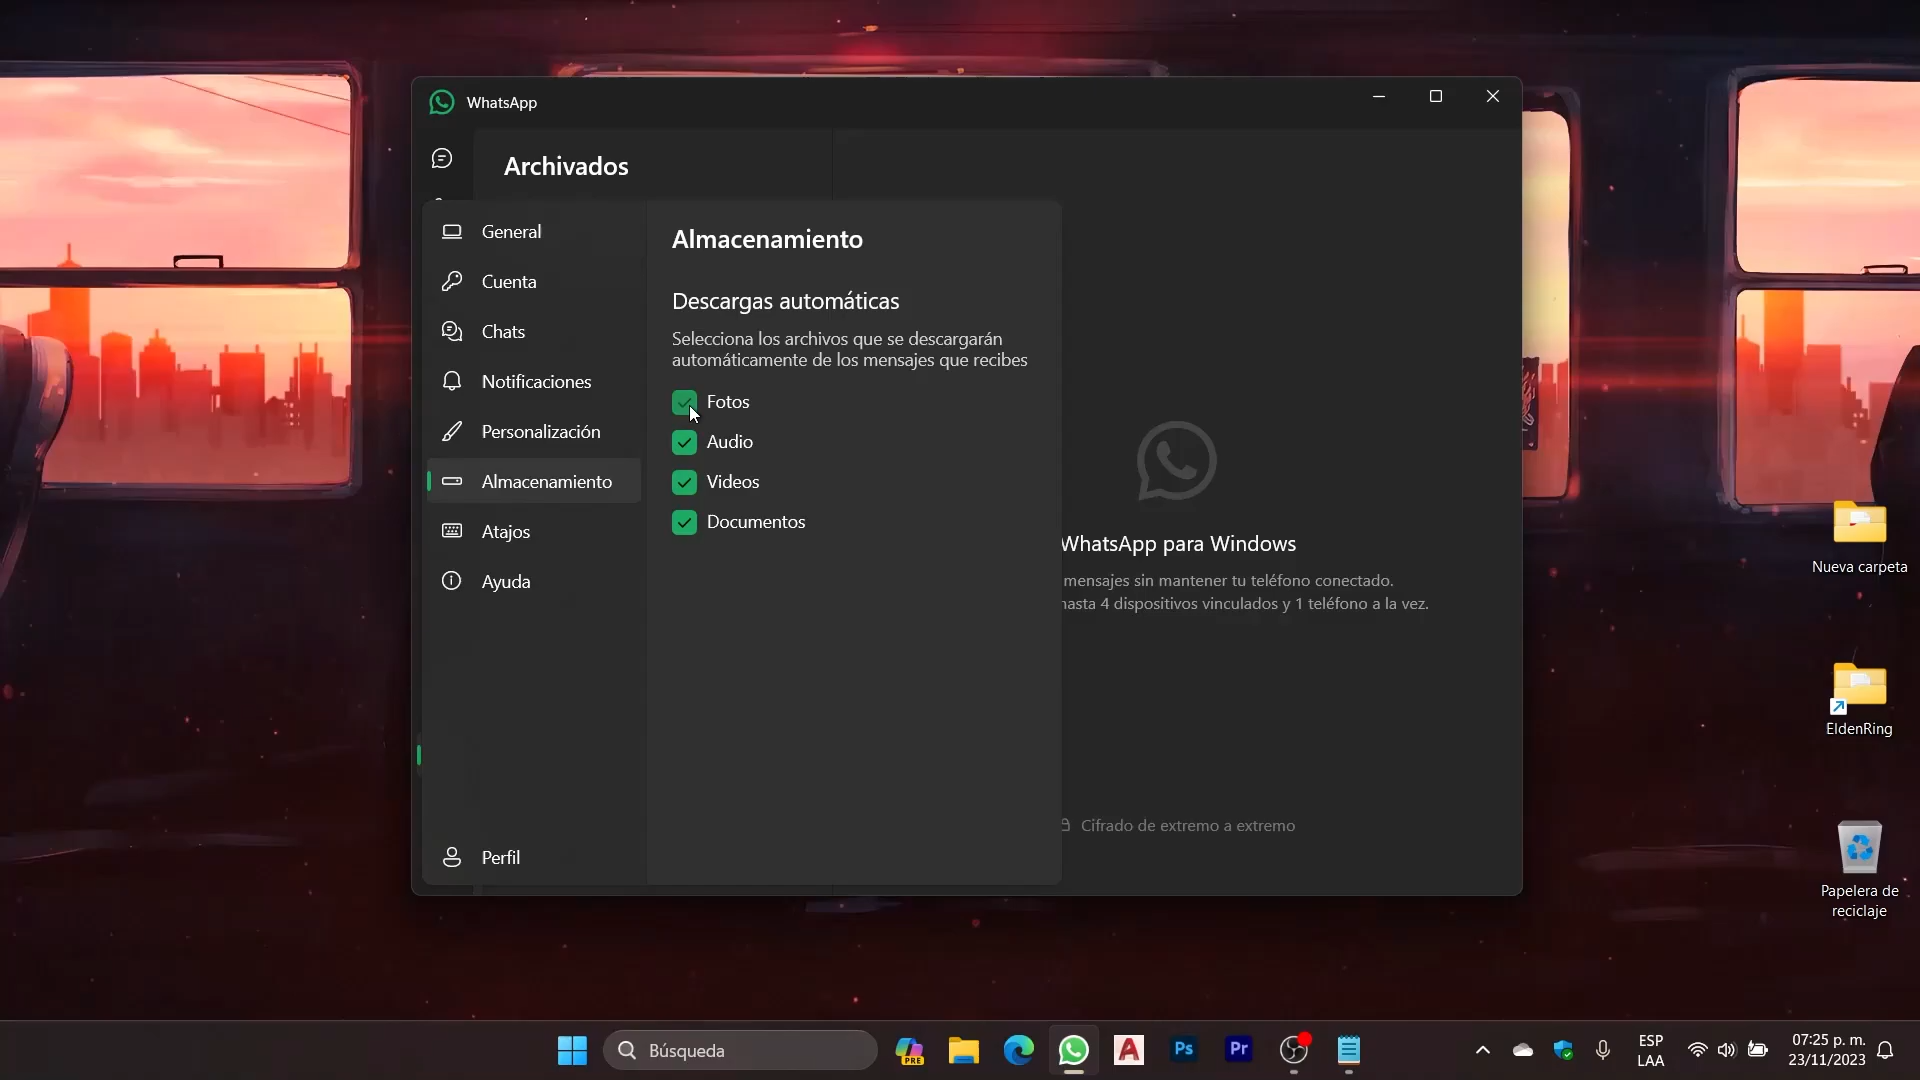 WhatsApp
Archivados
General
Cuenta
Chats
Notificaciones
Personalización
Almacenamiento
Atajos
Ayuda
Perfil
Almacenamiento
Descargas automáticas
Selecciona los archivos que se descargarán
automáticamente de los mensajes que recibes
Fotos
Audio
Videos
Documentos
WhatsApp para Windows
mensajes sin mantener tu teléfono conectado.
hasta 4 dispositivos vinculados y 1 teléfono a la vez.
Cifrado de extremo a extremo
Nueva carpeta
EldenRing
Papelera de
reciclaje
Búsqueda
PRE
A
Ps
Pr
ESP
LAA
07:25 p. m.
23/11/2023